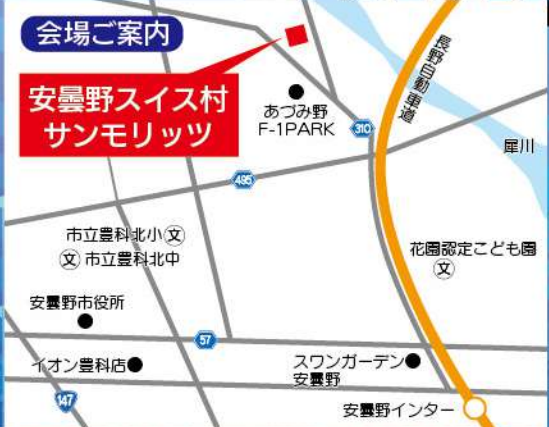 会場ご案内
安曇野スイス村
サンモリッツ
あづみ野
F-1PARK
長野自動車道
310
犀川
495
市立豊科北小 文
文 市立豊科北中
花園認定こども園
文
安曇野市役所
57
イオン豊科店
スワンガーデン
安曇野
147
安曇野インター